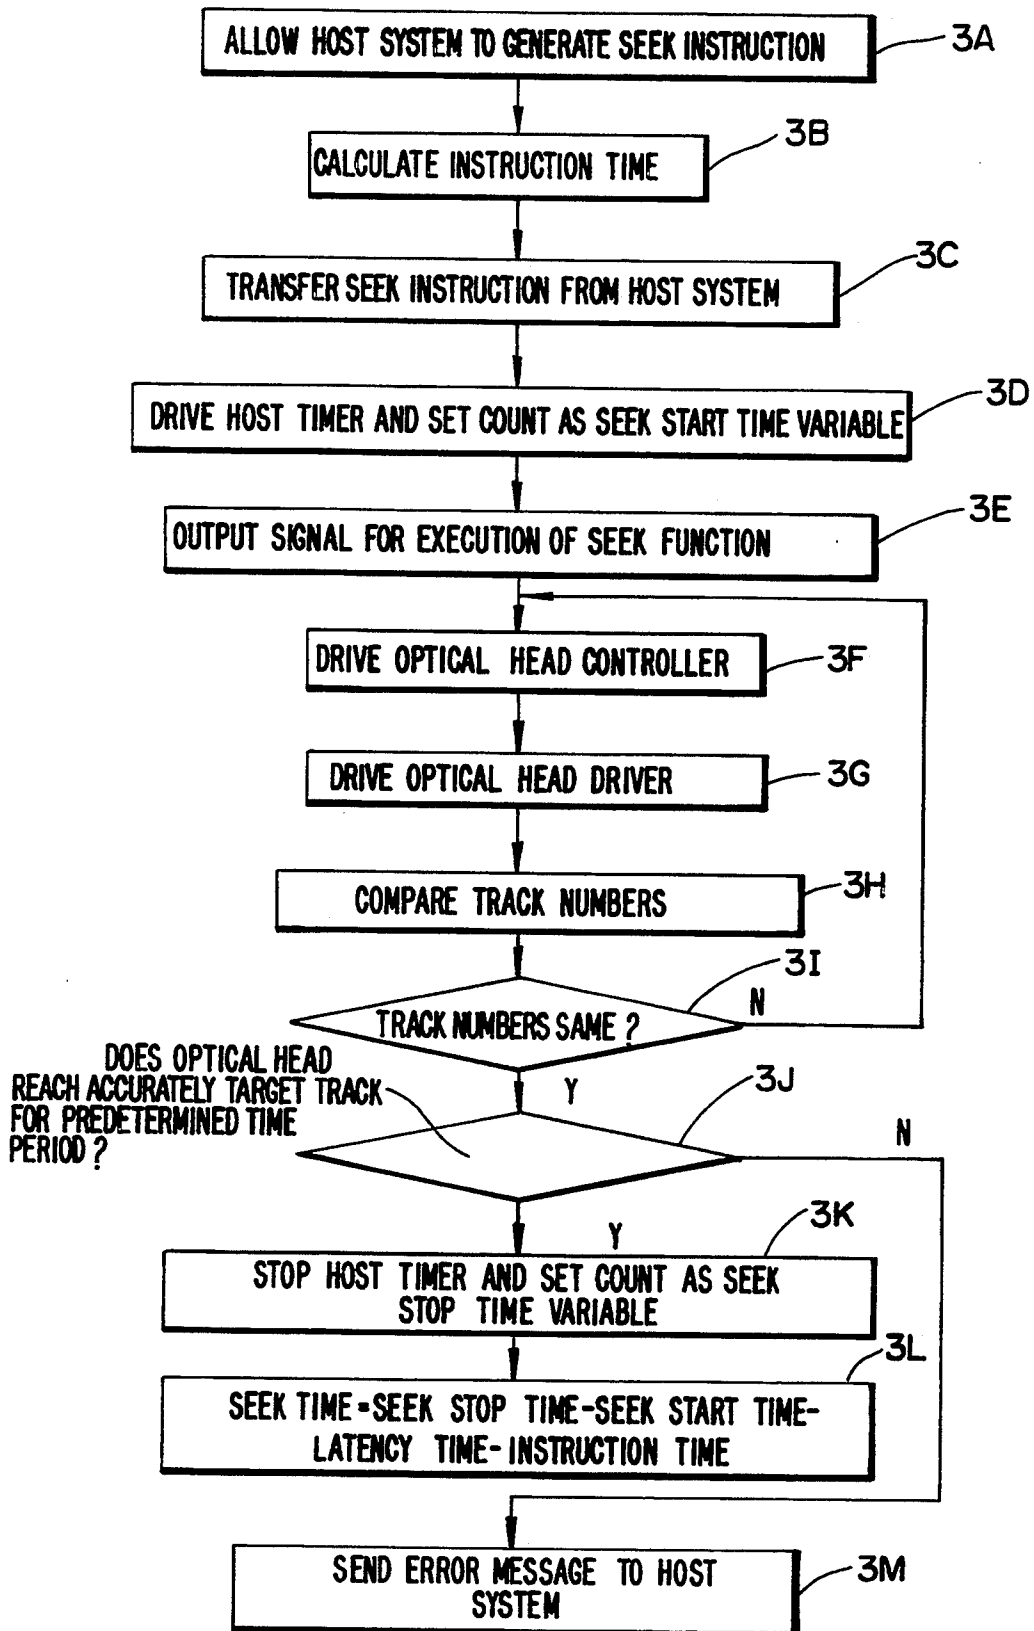 ALLOW HOST SYSTEM TO GENERATE SEEK INSTRUCTION
3A
CALCULATE INSTRUCTION TIME
3B
TRANSFER SEEK INSTRUCTION FROM HOST SYSTEM
3C
DRIVE HOST TIMER AND SET COUNT AS SEEK START TIME VARIABLE
3D
OUTPUT SIGNAL FOR EXECUTION OF SEEK FUNCTION
3E
DRIVE OPTICAL HEAD CONTROLLER
3F
DRIVE OPTICAL HEAD DRIVER
3G
COMPARE TRACK NUMBERS
3H
3I
TRACK NUMBERS SAME ?
N
Y
DOES OPTICAL HEAD
REACH ACCURATELY TARGET TRACK
FOR PREDETERMINED TIME
PERIOD ?
3J
N
Y
3K
STOP HOST TIMER AND SET COUNT AS SEEK
STOP TIME VARIABLE
3L
SEEK TIME=SEEK STOP TIME-SEEK START TIME-
LATENCY TIME-INSTRUCTION TIME
SEND ERROR MESSAGE TO HOST
SYSTEM
3M